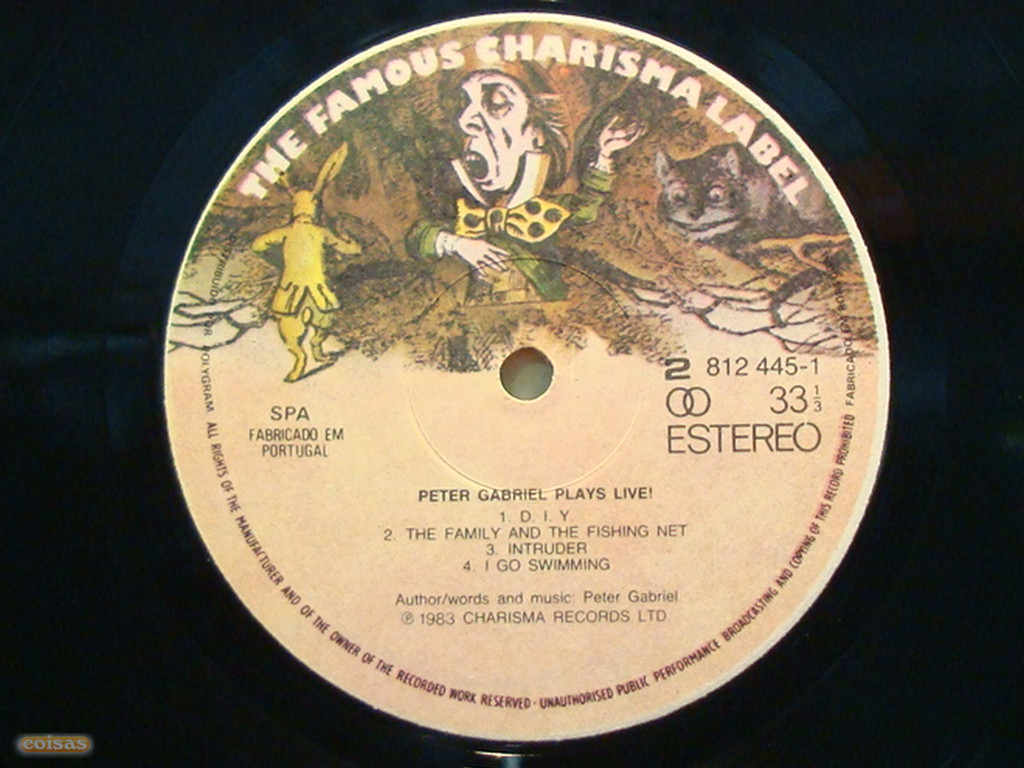 THE FAMOUS CHARISMA LABEL
2 812 445-1
33 1/3
ESTEREO
SPA
FABRICADO EM
PORTUGAL
PETER GABRIEL PLAYS LIVE!
1. D. I. Y.
2. THE FAMILY AND THE FISHING NET
3. INTRUDER
4. I GO SWIMMING
Author/words and music: Peter Gabriel
℗ 1983 CHARISMA RECORDS LTD
POLYGRAM ALL RIGHTS OF THE MANUFACTURER AND OF THE OWNER OF THE RECORDED WORK RESERVED - UNAUTHORISED PUBLIC PERFORMANCE BROADCASTING AND COPYING OF THIS RECORD PROHIBITED FABRICADO
coisas